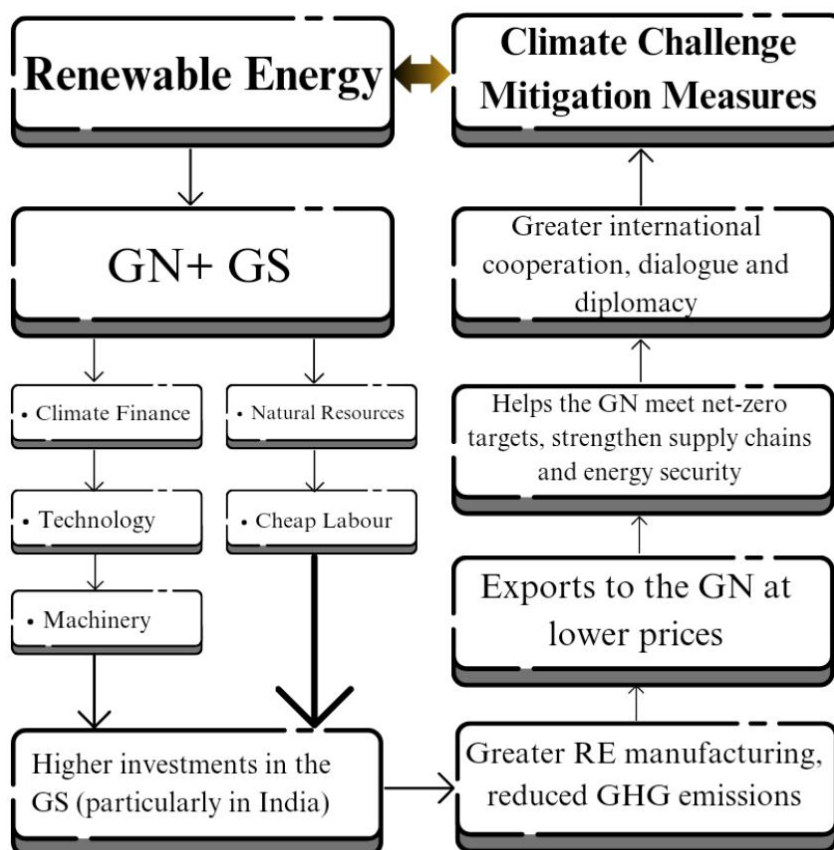 Renewable Energy
Climate Challenge
Mitigation Measures
GN+ GS
Greater international
cooperation, dialogue and
diplomacy
• Climate Finance
• Natural Resources
Helps the GN meet net-zero
targets, strengthen supply chains
and energy security
• Technology
• Cheap Labour
Exports to the GN at
lower prices
• Machinery
Higher investments in the
GS (particularly in India)
Greater RE manufacturing,
reduced GHG emissions